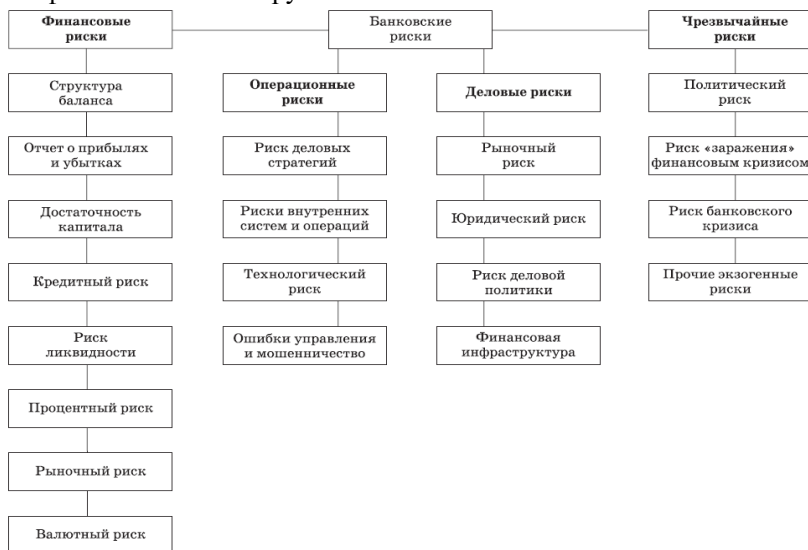 Финансовые
риски
Банковские
риски
Чрезвычайные
риски
Структура
баланса
Операционные
риски
Деловые риски
Политический
риск
Отчет о прибылях
и убытках
Риск деловых
стратегий
Рыночный
риск
Риск «заражения»
финансовым кризисом
Достаточность
капитала
Риски внутренних
систем и операций
Юридический риск
Риск банковского
кризиса
Кредитный риск
Технологический
риск
Риск деловой
политики
Прочие экзогенные
риски
Риск
ликвидности
Ошибки управления
и мошенничество
Финансовая
инфраструктура
Процентный риск
Рыночный риск
Валютный риск